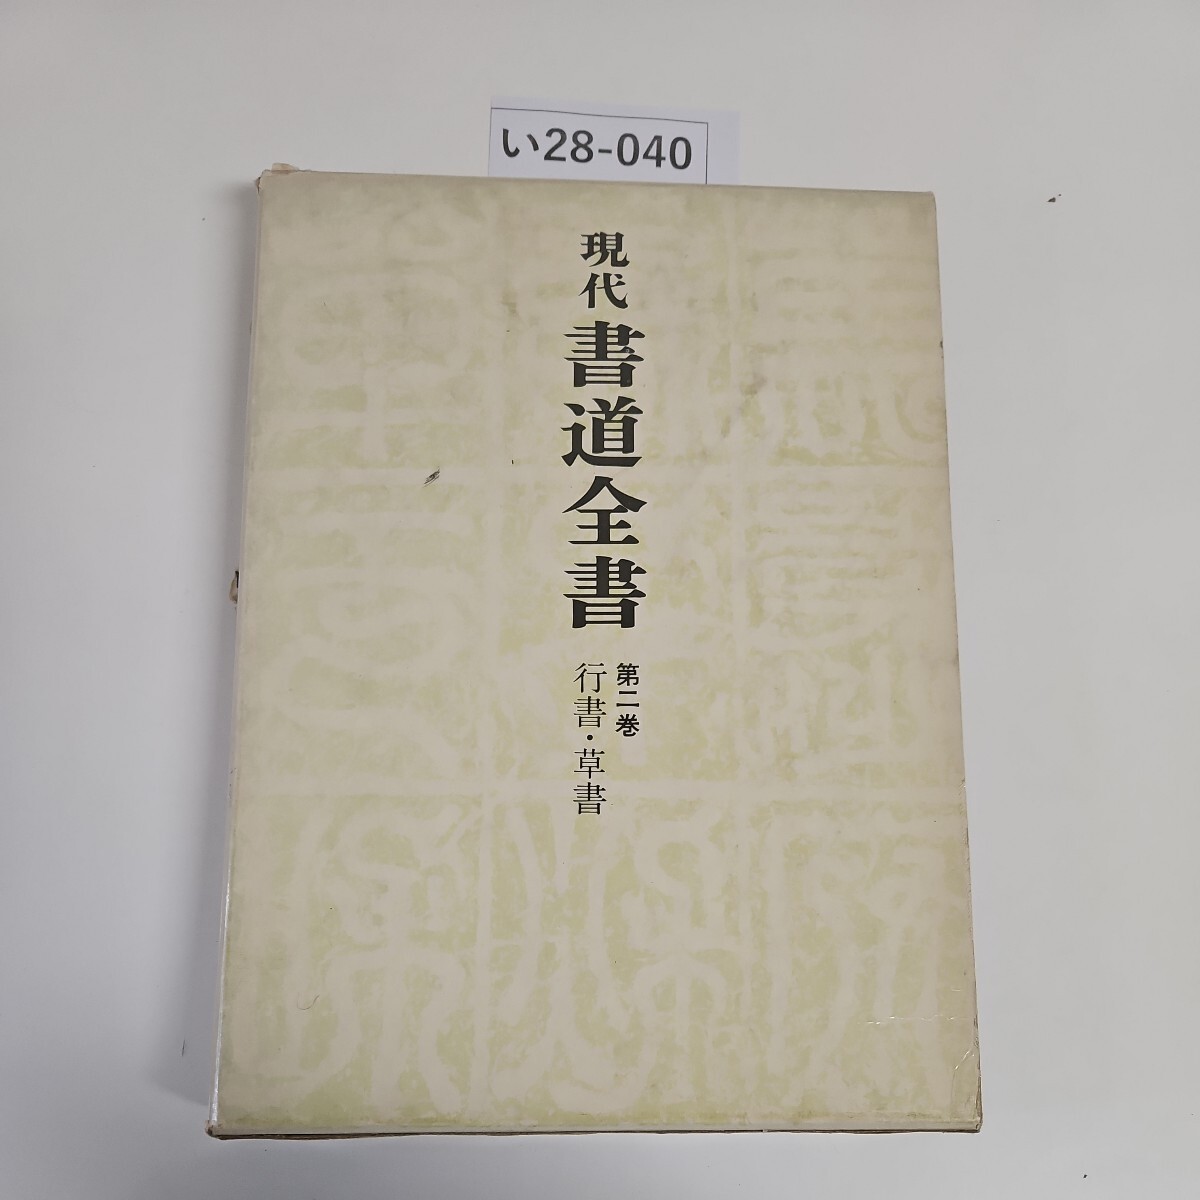 い28-040
現代
書道全書
第二巻
行書・草書